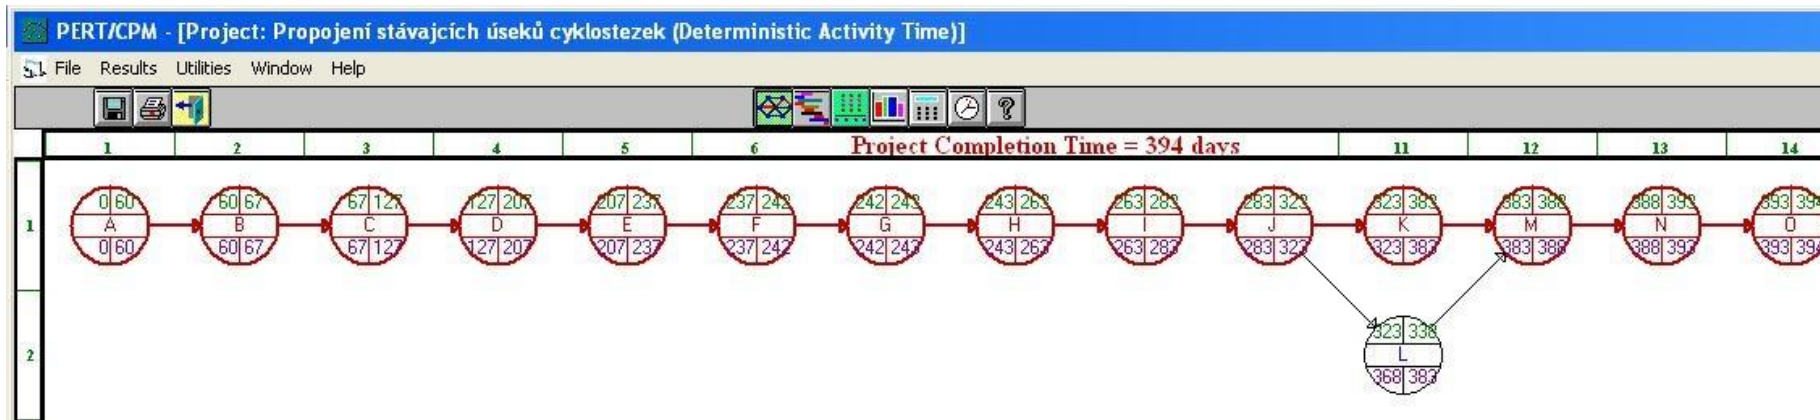 PERT/CPM - [Project: Propojení stávajcích úseků cyklostezek (Deterministic Activity Time)]
File Results Utilities Window Help
1 2 3 4 5 6 Project Completion Time = 394 days 11 12 13 14
1
0 60 60 67 67 127 127 207 207 237 237 242 242 243 243 263 263 283 283 323 323 383 383 388 388 393 393 394
A B C D E F G H I J K M N O
0 60 60 67 67 127 127 207 207 237 237 242 242 243 243 263 263 283 283 323 323 383 383 388 388 393 393 394
2
323 338
L
368 383